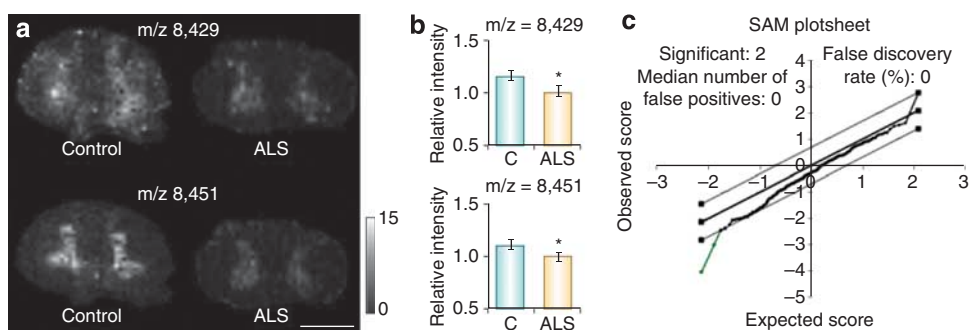 a
m/z 8,429
Control
ALS
m/z 8,451
Control
ALS
15
0
b
m/z = 8,429
Relative intensity
1.5
1.0
0.5
*
C
ALS
m/z = 8,451
Relative intensity
1.5
1.0
0.5
*
C
ALS
c
SAM plotsheet
Significant: 2
Median number of
false positives: 0
False discovery
rate (%): 0
Observed score
4
3
2
1
0
−1
−2
−3
−4
−5
−3
−2
−1
0
1
2
3
Expected score